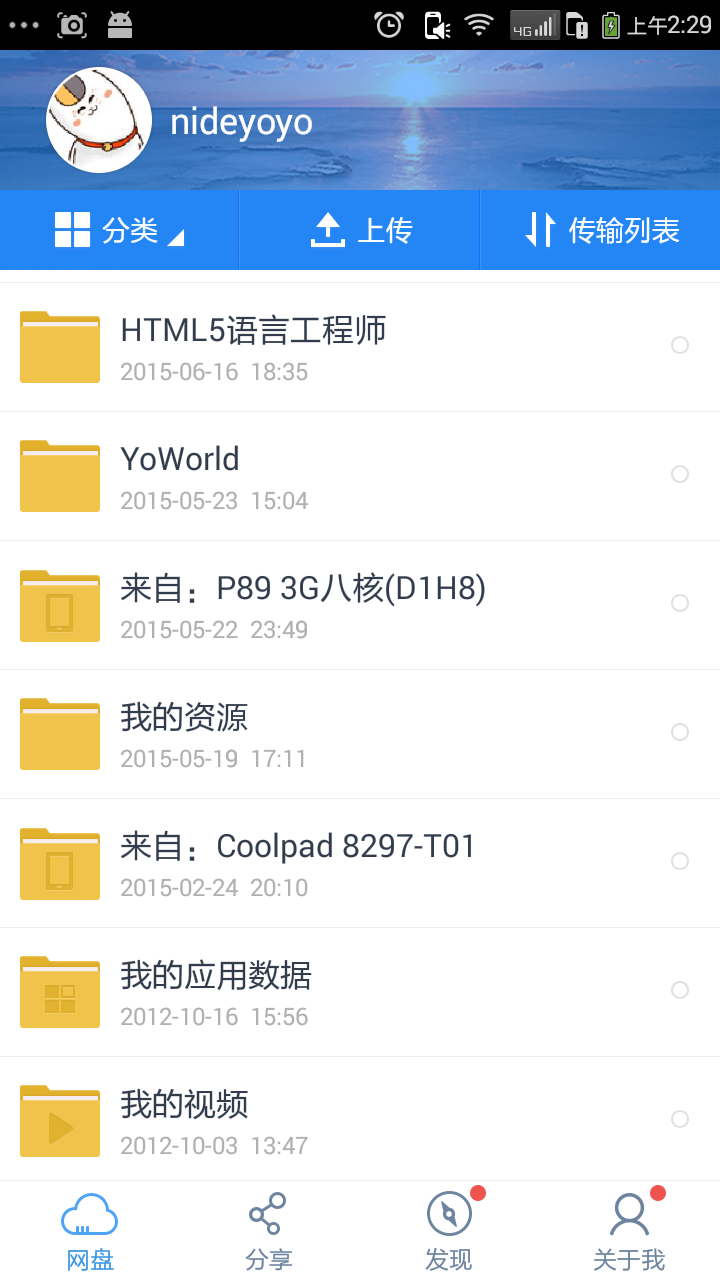 4G 上午2:29
nideyoyo
分类 上传 传输列表
HTML5语言工程师
2015-06-16 18:35
YoWorld
2015-05-23 15:04
来自：P89 3G八核(D1H8)
2015-05-22 23:49
我的资源
2015-05-19 17:11
来自：Coolpad 8297-T01
2015-02-24 20:10
我的应用数据
2012-10-16 15:56
我的视频
2012-10-03 13:47
网盘 分享 发现 关于我